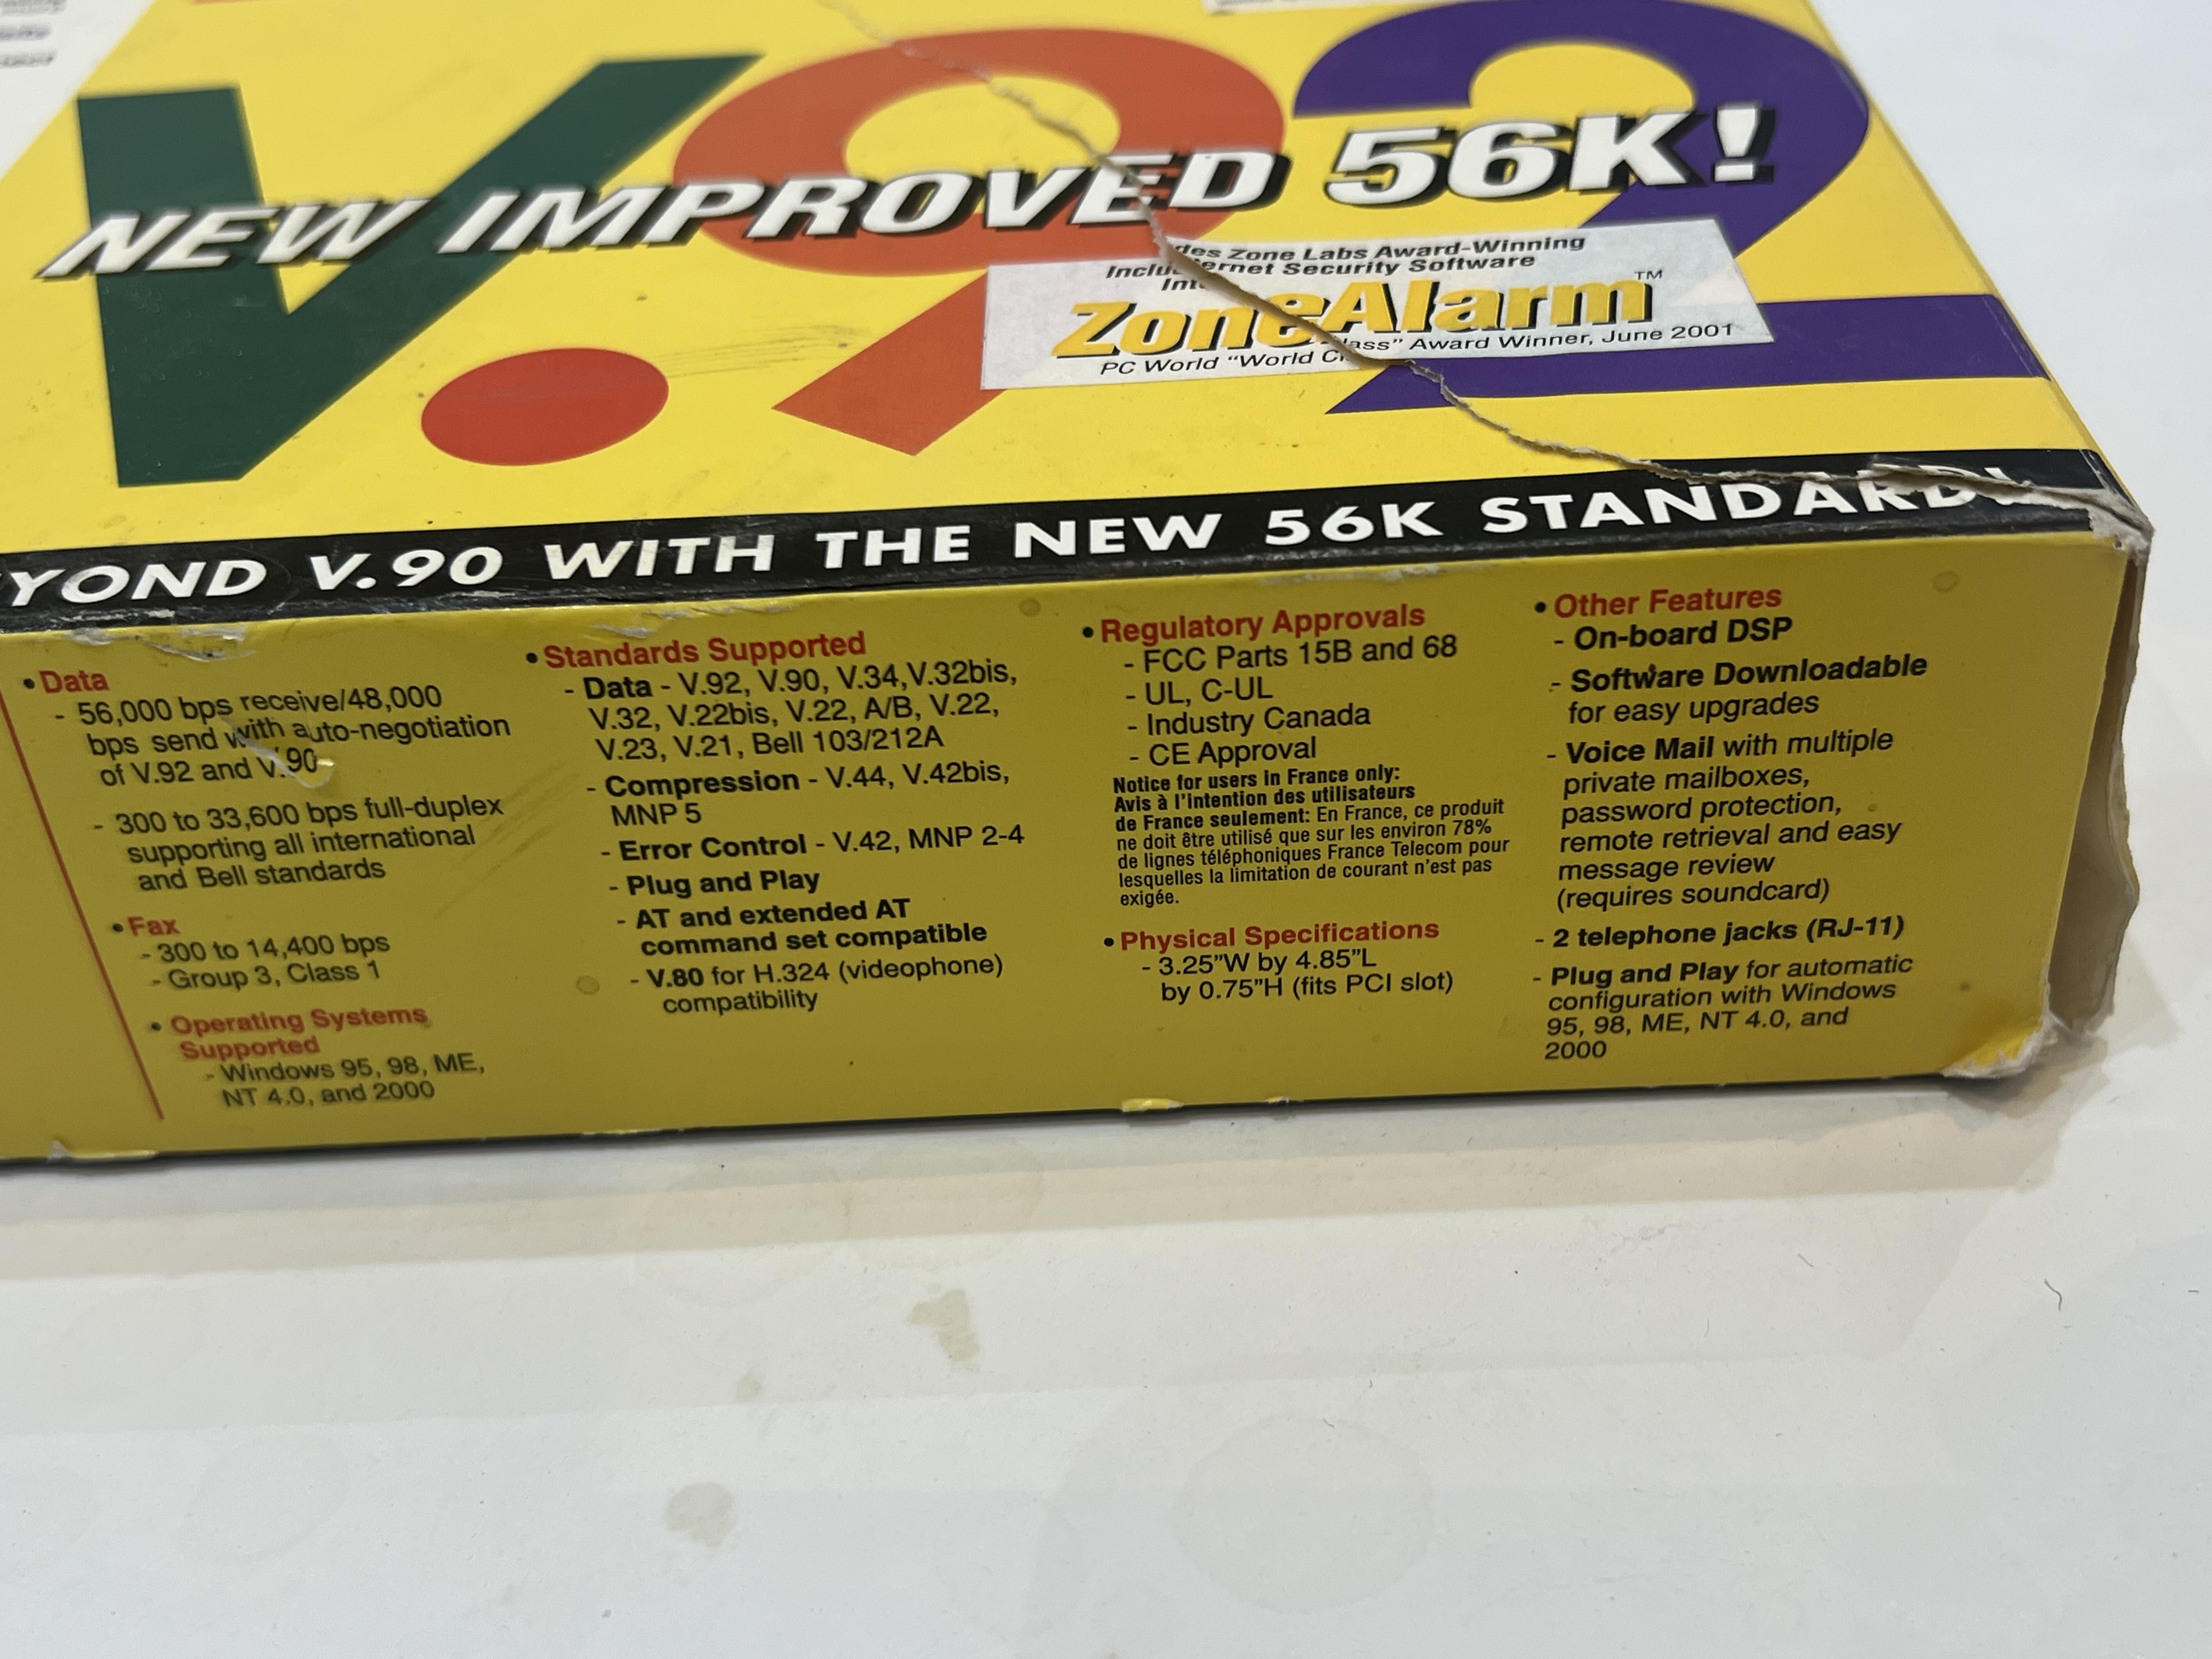 V.92
NEW IMPROVED 56K!
Includes Zone Labs Award-Winning
Internet Security Software
ZoneAlarm™
PC World "World Class" Award Winner, June 2001
YOND V.90 WITH THE NEW 56K STANDARD!
• Data
- 56,000 bps receive/48,000
bps send with auto-negotiation
of V.92 and V.90
- 300 to 33,600 bps full-duplex
supporting all international
and Bell standards
• Fax
- 300 to 14,400 bps
- Group 3, Class 1
• Operating Systems
Supported
- Windows 95, 98, ME,
NT 4.0, and 2000
• Standards Supported
- Data - V.92, V.90, V.34,V.32bis,
V.32, V.22bis, V.22, A/B, V.22,
V.23, V.21, Bell 103/212A
- Compression - V.44, V.42bis,
MNP 5
- Error Control - V.42, MNP 2-4
- Plug and Play
- AT and extended AT
command set compatible
- V.80 for H.324 (videophone)
compatibility
• Regulatory Approvals
- FCC Parts 15B and 68
- UL, C-UL
- Industry Canada
- CE Approval
Notice for users in France only:
Avis à l'intention des utilisateurs
de France seulement: En France, ce produit
ne doit être utilisé que sur les environ 78%
de lignes téléphoniques France Telecom pour
lesquelles la limitation de courant n'est pas
exigée.
• Physical Specifications
- 3.25"W by 4.85"L
by 0.75"H (fits PCI slot)
• Other Features
- On-board DSP
- Software Downloadable
for easy upgrades
- Voice Mail with multiple
private mailboxes,
password protection,
remote retrieval and easy
message review
(requires soundcard)
- 2 telephone jacks (RJ-11)
- Plug and Play for automatic
configuration with Windows
95, 98, ME, NT 4.0, and
2000